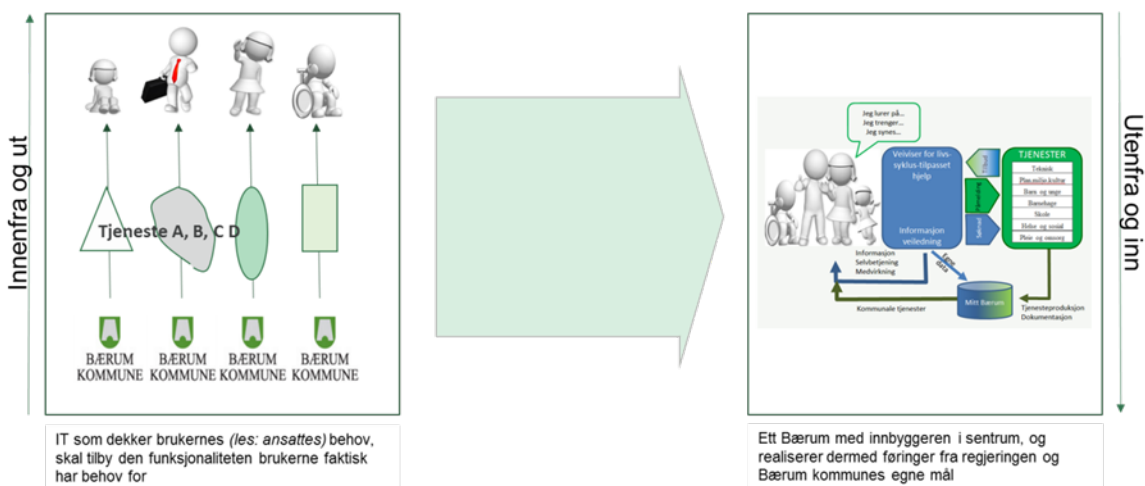 Innenfra og ut
Tjeneste A, B, C D
BÆRUM
KOMMUNE
BÆRUM
KOMMUNE
BÆRUM
KOMMUNE
BÆRUM
KOMMUNE
IT som dekker brukernes (les: ansattes) behov,
skal tilby den funksjonaliteten brukerne faktisk
har behov for
Jeg lurer på...
Jeg trenger...
Jeg synes...
Veiviser for livs-
syklus-tilpasset
hjelp
Informasjon
veiledning
Tilbud
Søknad
TJENESTER
Teknisk
Plan,miljø,kultur
Barn og unge
Barnehage
Skole
Helse og sosial
Pleie og omsorg
Informasjon
Selvbetjening
Medvirkning
Egne
data
Mitt Bærum
Kommunale tjenester
Tjenesteproduksjon
Dokumentasjon
Utenfra og inn
Ett Bærum med innbyggeren i sentrum, og
realiserer dermed føringer fra regjeringen og
Bærum kommunes egne mål